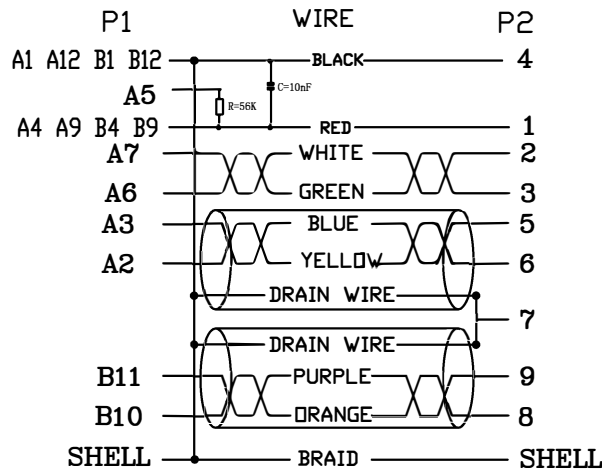 P1 WIRE P2
A1 A12 B1 B12 BLACK 4
A5 C=10nF
R=56K
A4 A9 B4 B9 RED 1
A7 WHITE 2
A6 GREEN 3
A3 BLUE 5
A2 YELLOW 6
DRAIN WIRE
7
DRAIN WIRE
B11 PURPLE 9
B10 ORANGE 8
SHELL BRAID SHELL